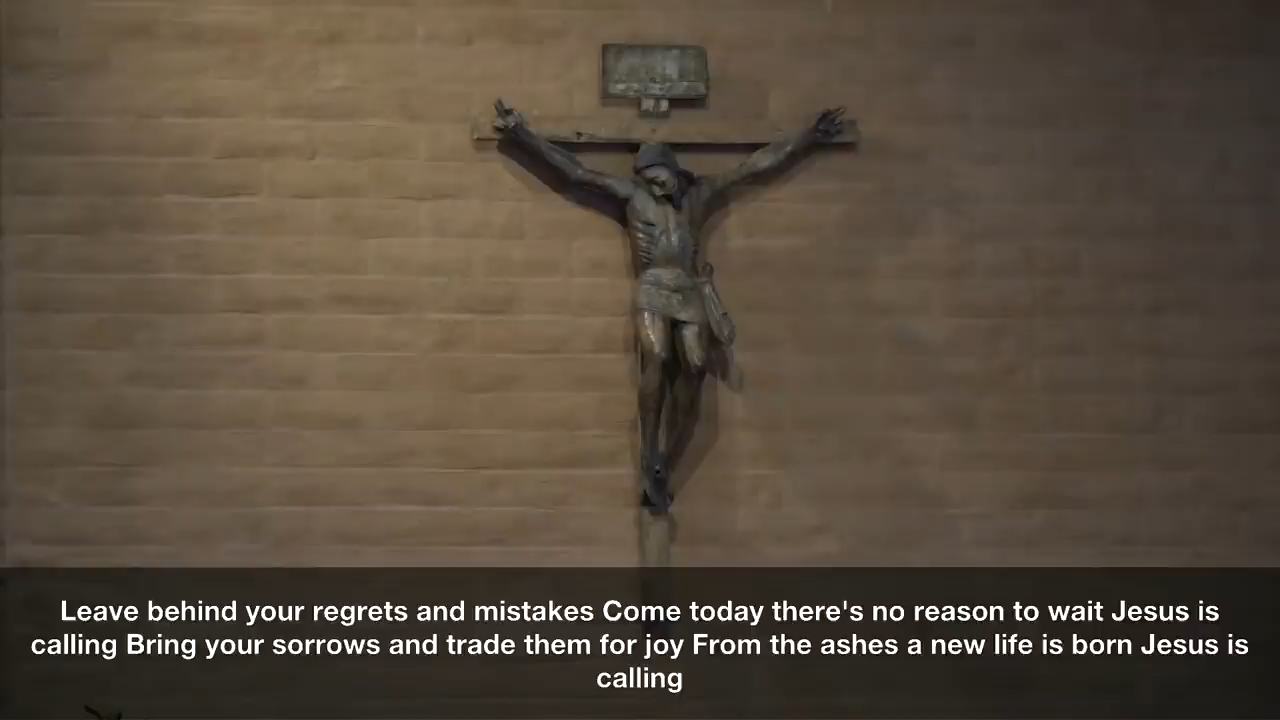 Leave behind your regrets and mistakes Come today there's no reason to wait Jesus is
calling Bring your sorrows and trade them for joy From the ashes a new life is born Jesus is
calling